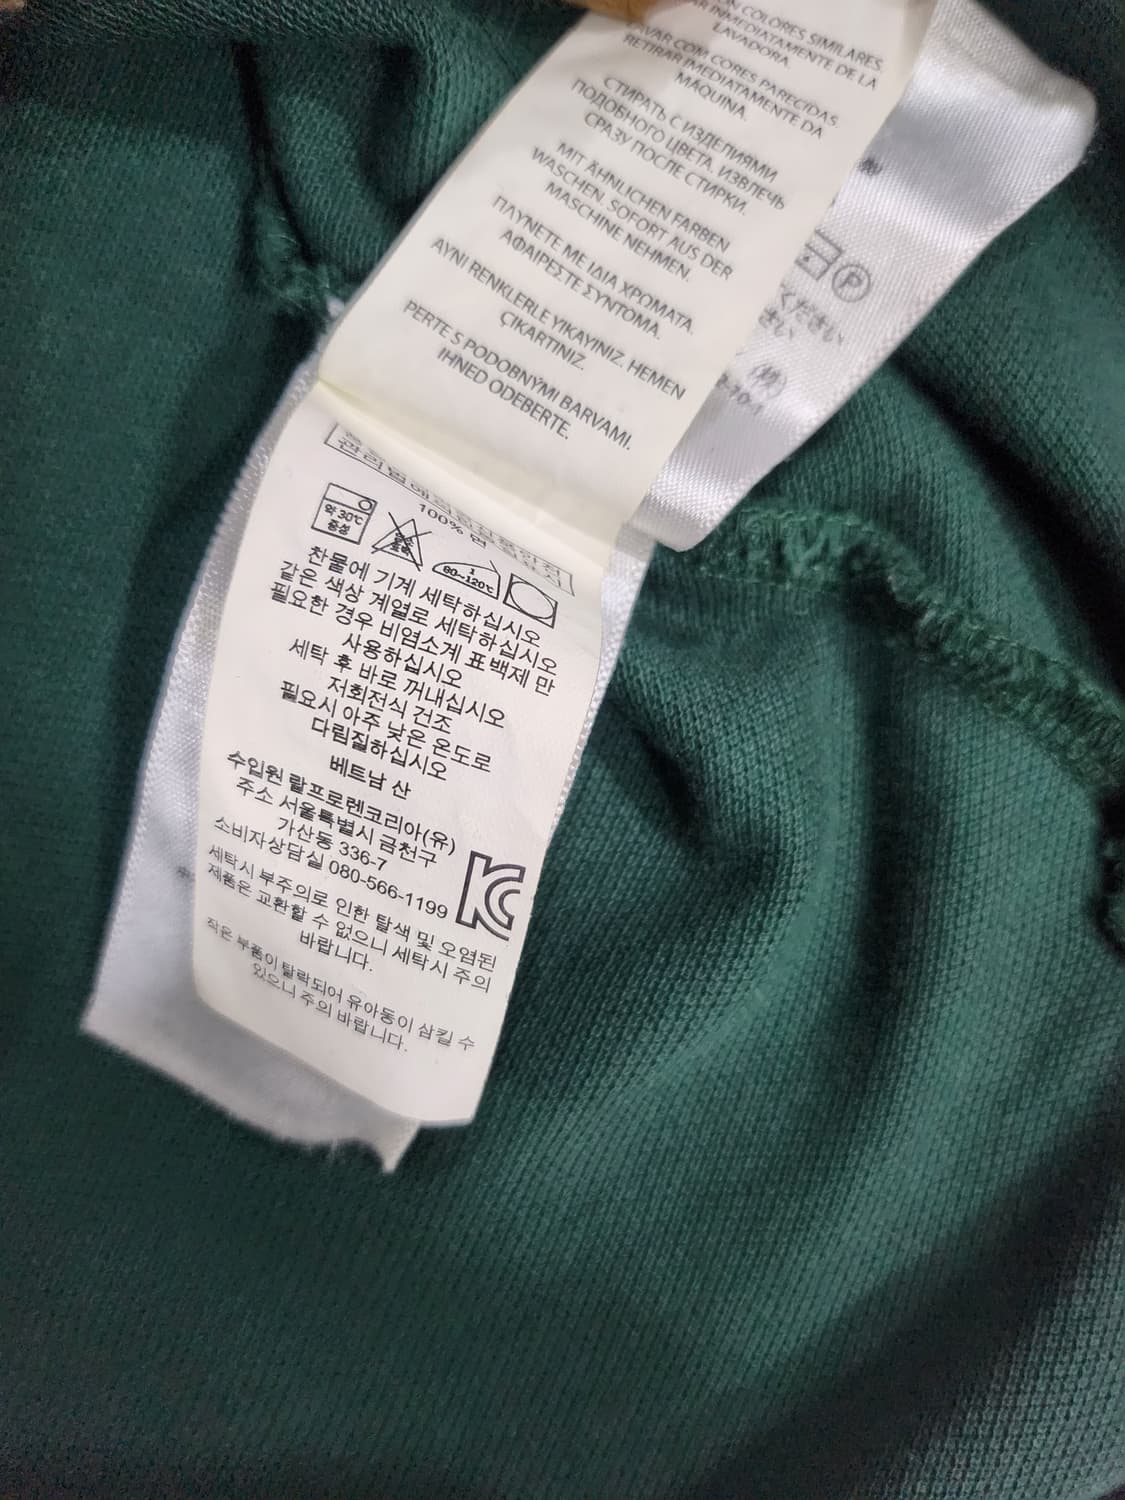 CON COLORES SIMILARES.
INMEDIATAMENTE DE LA
LAVADORA.
LAVAR COM CORES PARECIDAS.
RETIRAR IMEDIATAMENTE DA
MÁQUINA.
СТИРАТЬ С ИЗДЕЛИЯМИ
ПОДОБНОГО ЦВЕТА. ИЗВЛЕЧЬ
СРАЗУ ПОСЛЕ СТИРКИ.
MIT ÄHNLICHEN FARBEN
WASCHEN. SOFORT AUS DER
MASCHINE NEHMEN.
ΠΛΥΝΕΤΕ ΜΕ ΙΔΙΑ ΧΡΩΜΑΤΑ.
ΑΦΑΙΡΕΣΤΕ ΣΥΝΤΟΜΑ.
AYNI RENKLERLE YIKAYINIZ. HEMEN
ÇIKARTINIZ.
PERTE S PODOBNÝMI BARVAMI.
IHNED ODEBERTE.
100% 면
약 30℃
중성
80~120℃
찬물에 기계 세탁하십시오
같은 색상 계열로 세탁하십시오
필요한 경우 비염소계 표백제 만
사용하십시오
세탁 후 바로 꺼내십시오
저회전식 건조
필요시 아주 낮은 온도로
다림질하십시오
베트남 산
수입원 랄프로렌코리아(유)
주소 서울특별시 금천구
가산동 336-7
소비자상담실 080-566-1199
세탁시 부주의로 인한 탈색 및 오염된
제품은 교환할 수 없으니 세탁시 주의
바랍니다.
작은 부품이 탈락되어 유아동이 삼킬 수
있으니 주의 바랍니다.
P
ください
さい